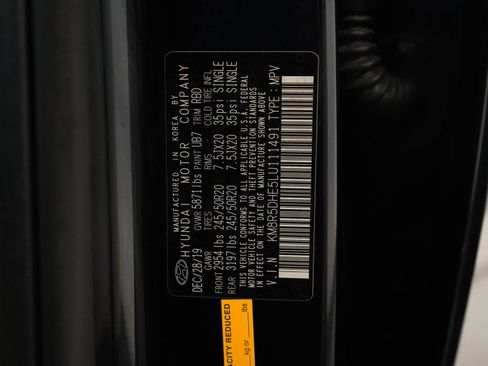 MANUFACTURED IN KOREA BY
HYUNDAI MOTOR COMPANY
DEC/28/19 GVWR 5871 lbs PAINT UB7 TRIM RBD
GAWR TIRES RIMS COLD TIRE INFL
FRONT 2954 lbs 245/50R20 7.5JX20 35psi SINGLE
REAR 3197 lbs 245/50R20 7.5JX20 35psi SINGLE
THIS VEHICLE CONFORMS TO ALL APPLICABLE U.S.A. FEDERAL
MOTOR VEHICLE SAFETY AND THEFT PREVENTION STANDARDS
IN EFFECT ON THE DATE OF MANUFACTURE SHOWN ABOVE
V.I.N KM8R5DHE5LU111491 TYPE: MPV
ACITY REDUCED
kg or lbs